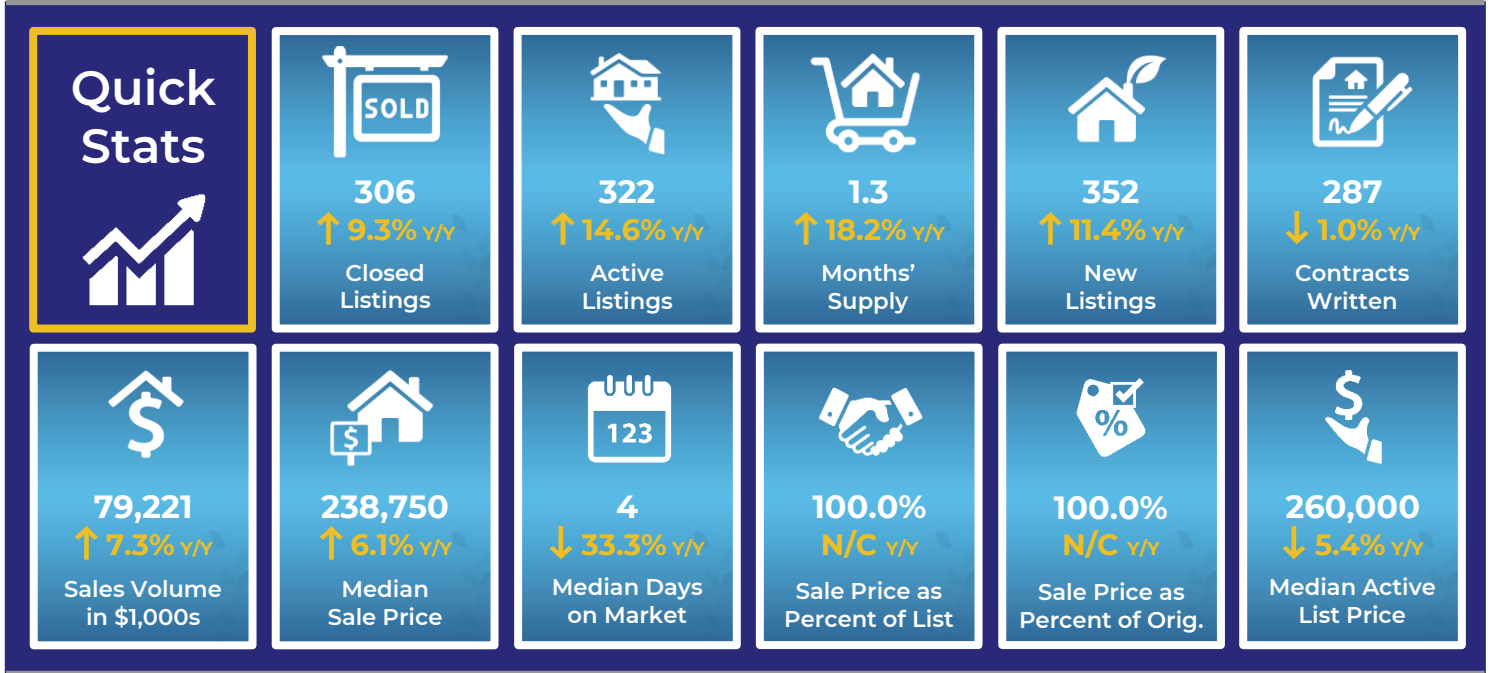 Quick
Stats
SOLD
306
↑ 9.3% Y/Y
Closed
Listings
322
↑ 14.6% Y/Y
Active
Listings
1.3
↑ 18.2% Y/Y
Months’
Supply
352
↑ 11.4% Y/Y
New
Listings
287
↓ 1.0% Y/Y
Contracts
Written
$
79,221
↑ 7.3% Y/Y
Sales Volume
in $1,000s
$
238,750
↑ 6.1% Y/Y
Median
Sale Price
123
4
↓ 33.3% Y/Y
Median Days
on Market
100.0%
N/C Y/Y
Sale Price as
Percent of List
%
100.0%
N/C Y/Y
Sale Price as
Percent of Orig.
$
260,000
↓ 5.4% Y/Y
Median Active
List Price